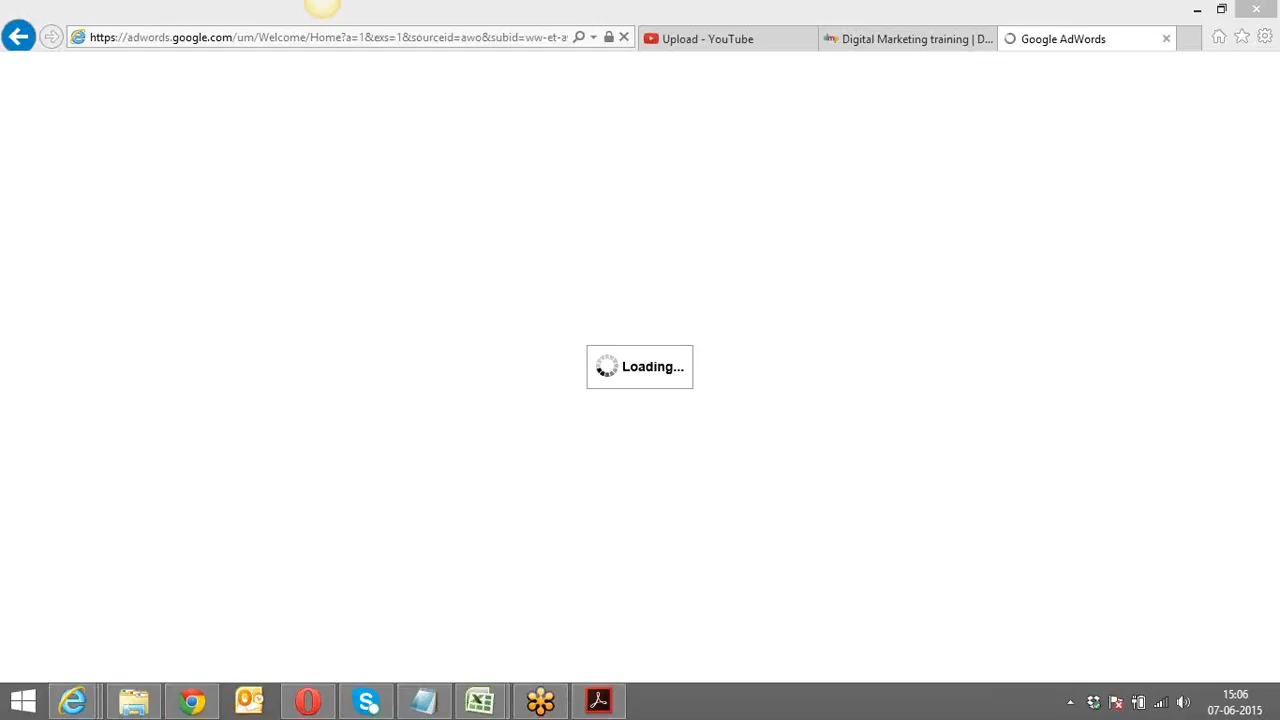 https://adwords.google.com/um/Welcome/Home?a=1&exs=1&sourceid=awo&subid=ww-et-a
Upload - YouTube
Digital Marketing training | D...
Google AdWords
Loading...
15:06
07-06-2015